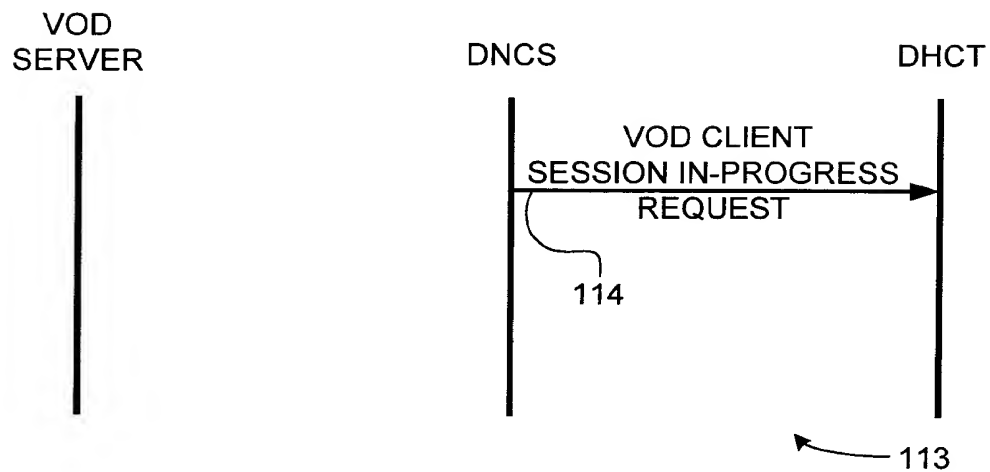 VOD
SERVER
DNCS
DHCT
VOD CLIENT
SESSION IN-PROGRESS
REQUEST
114
113